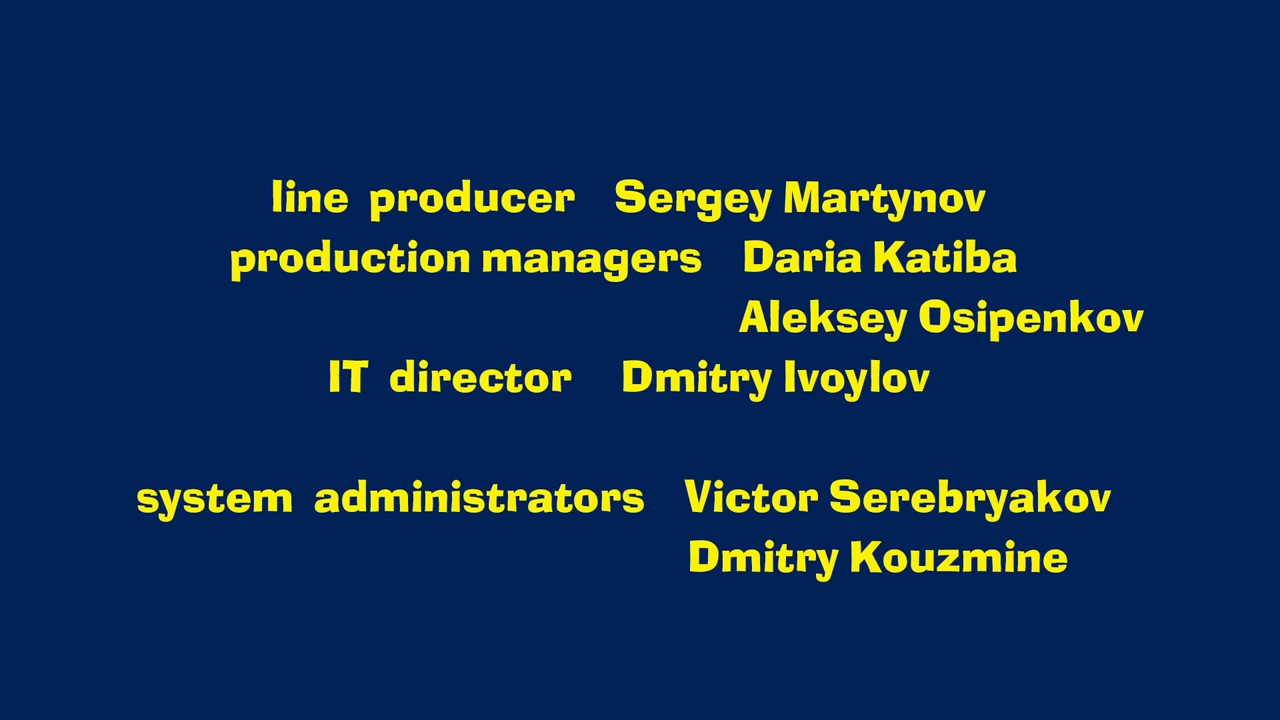 line producer Sergey Martynov
production managers Daria Katiba
Aleksey Osipenkov
IT director Dmitry Ivoylov
system administrators Victor Serebryakov
Dmitry Kouzmine